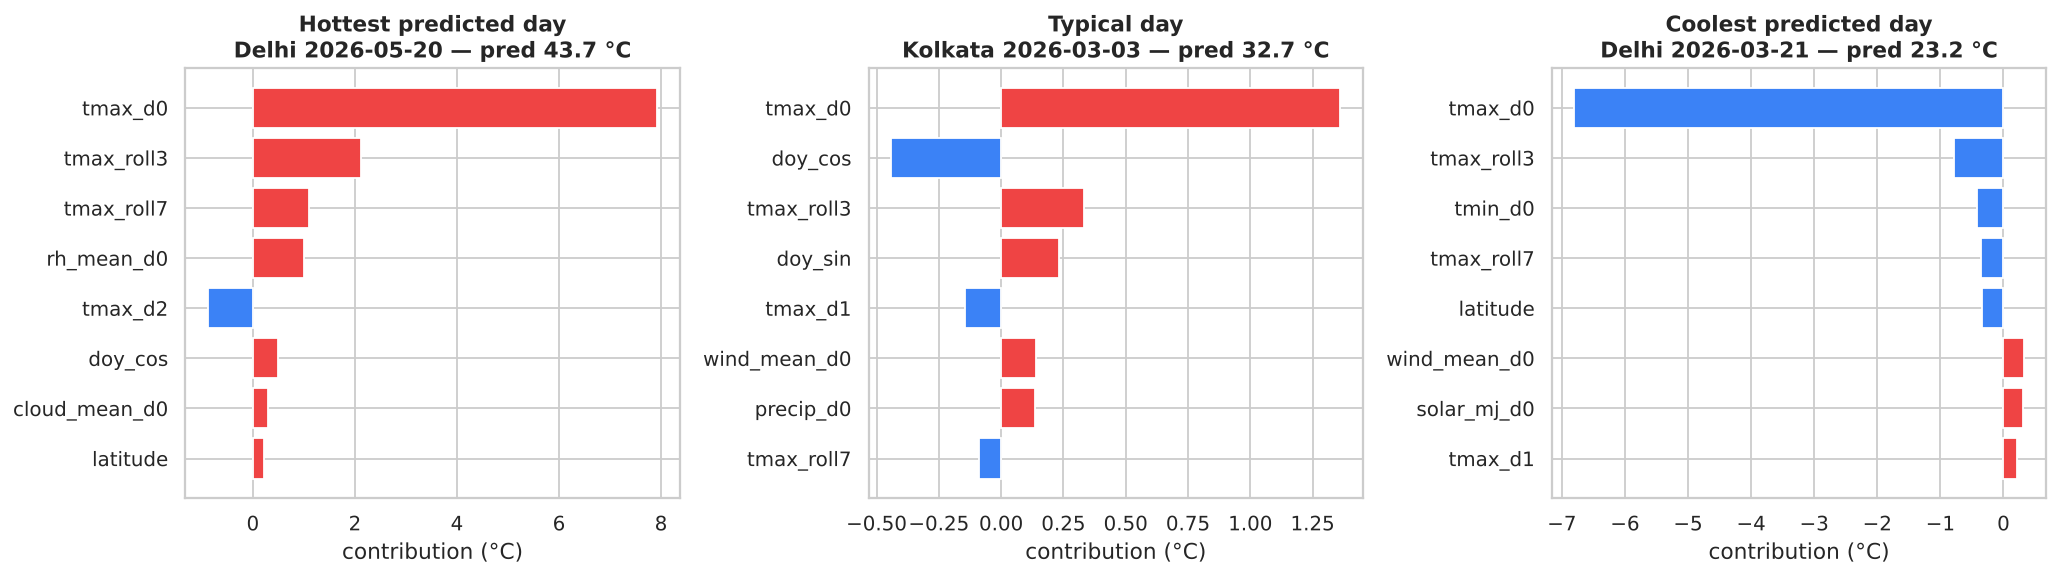 Hottest predicted day
Delhi 2026-05-20 — pred 43.7 °C
tmax_d0
tmax_roll3
tmax_roll7
rh_mean_d0
tmax_d2
doy_cos
cloud_mean_d0
latitude
0 2 4 6 8
contribution (°C)
Typical day
Kolkata 2026-03-03 — pred 32.7 °C
tmax_d0
doy_cos
tmax_roll3
doy_sin
tmax_d1
wind_mean_d0
precip_d0
tmax_roll7
−0.50 −0.25 0.00 0.25 0.50 0.75 1.00 1.25
contribution (°C)
Coolest predicted day
Delhi 2026-03-21 — pred 23.2 °C
tmax_d0
tmax_roll3
tmin_d0
tmax_roll7
latitude
wind_mean_d0
solar_mj_d0
tmax_d1
−7 −6 −5 −4 −3 −2 −1 0
contribution (°C)